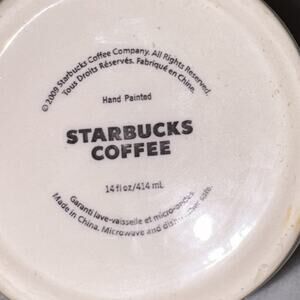 © 2009 Starbucks Coffee Company. All Rights Reserved.
Tous Droits Réservés. Fabriqué en Chine.
Hand Painted
STARBUCKS
COFFEE
14 fl oz/414 mL
Garanti lave-vaisselle et micro-ondes.
Made in China. Microwave and dishwasher safe.